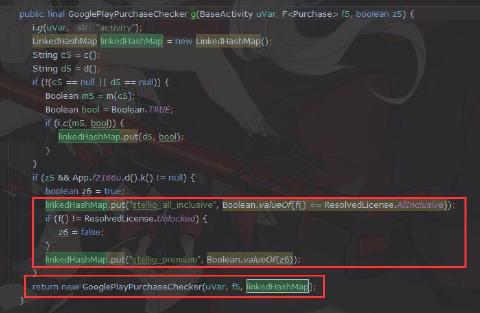 public final GooglePlayPurchaseChecker g(BaseActivity uVar, F<Purchase> f5, boolean z5) {
i.g(uVar, str: "activity");
LinkedHashMap linkedHashMap = new LinkedHashMap();
String c5 = c();
String d5 = d();
if (!(c5 == null || d5 == null)) {
Boolean m5 = m(c5);
Boolean bool = Boolean.TRUE;
if (i.c(m5, bool)) {
linkedHashMap.put(d5, bool);
}
}
if (z5 && App.f2166u.d().k() != null) {
boolean z6 = true;
linkedHashMap.put("stellio_all_inclusive", Boolean.valueOf(f() == ResolvedLicense.AllInclusive));
if (f() != ResolvedLicense.Unlocked) {
z6 = false;
}
linkedHashMap.put("stellio_premium", Boolean.valueOf(z6));
}
return new GooglePlayPurchaseChecker(uVar, f5, linkedHashMap);